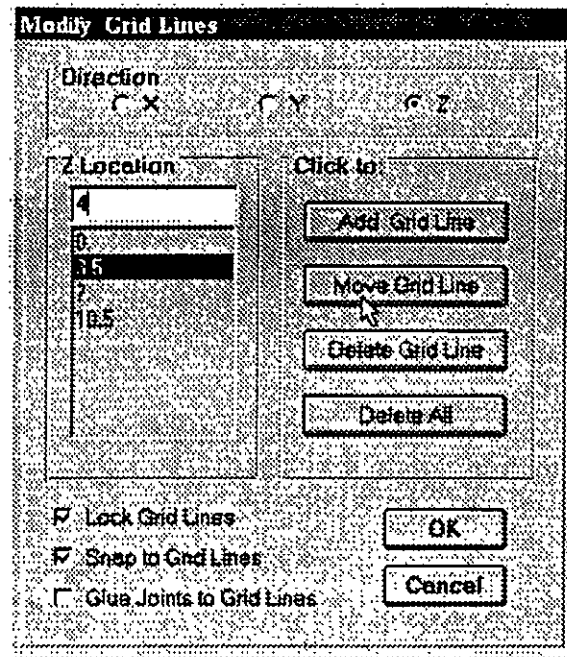 Modify Grid Lines
Direction
X Y Z
Z Location
4
0.
3.5
7.
10.5
Click to:
Add Grid Line
Move Grid Line
Delete Grid Line
Delete All
Lock Grid Lines
Snap to Grid Lines
Glue Joints to Grid Lines
OK
Cancel